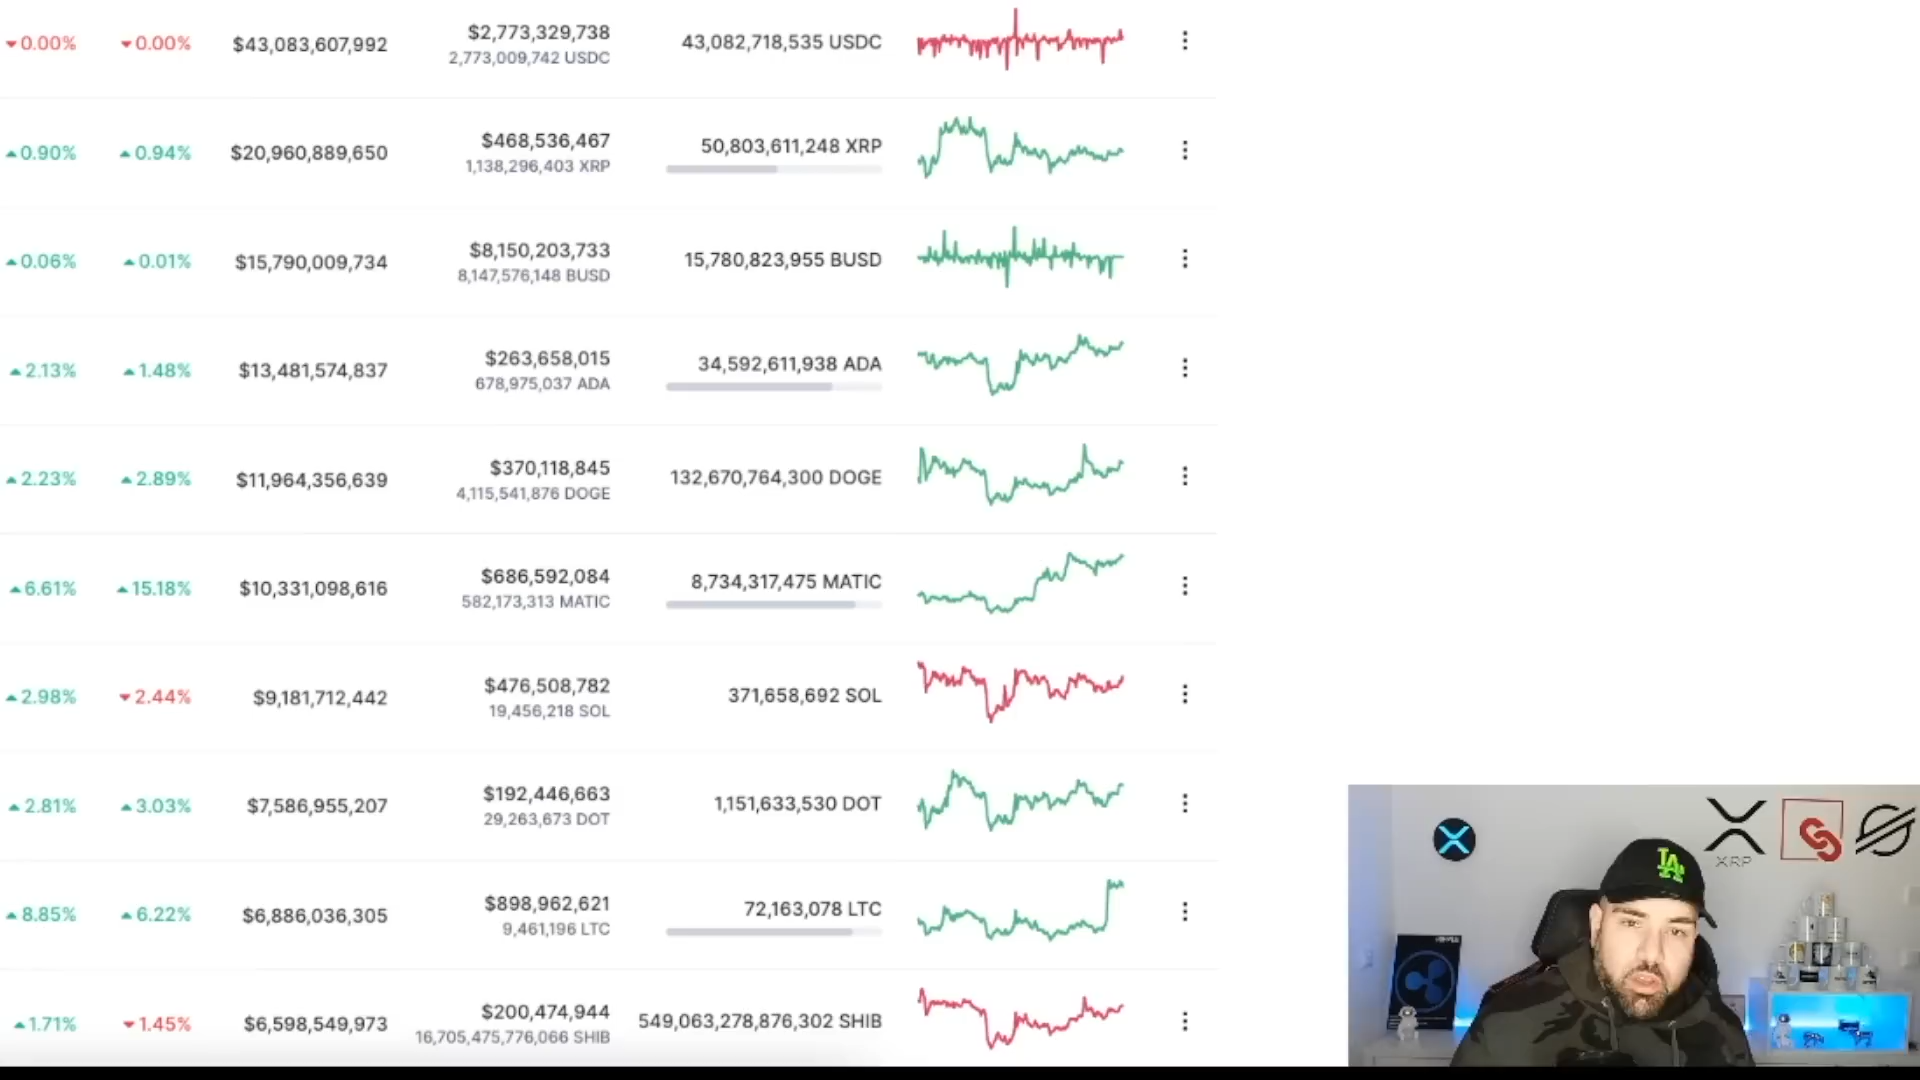 0.00% 0.00% $43,083,607,992 $2,773,329,738 43,082,718,535 USDC
2,773,009,742 USDC
0.90% 0.94% $20,960,889,650 $468,536,467 50,803,611,248 XRP
1,138,296,403 XRP
0.06% 0.01% $15,790,009,734 $8,150,203,733 15,780,823,955 BUSD
8,147,576,148 BUSD
2.13% 1.48% $13,481,574,837 $263,658,015 34,592,611,938 ADA
678,975,037 ADA
2.23% 2.89% $11,964,356,639 $370,118,845 132,670,764,300 DOGE
4,115,541,876 DOGE
6.61% 15.18% $10,331,098,616 $686,592,084 8,734,317,475 MATIC
582,173,313 MATIC
2.98% 2.44% $9,181,712,442 $476,508,782 371,658,692 SOL
19,456,218 SOL
2.81% 3.03% $7,586,955,207 $192,446,663 1,151,633,530 DOT
29,263,673 DOT
8.85% 6.22% $6,886,036,305 $898,962,621 72,163,078 LTC
9,461,196 LTC
1.71% 1.45% $6,598,549,973 $200,474,944 549,063,278,876,302 SHIB
16,705,475,776,066 SHIB
XRP
LA